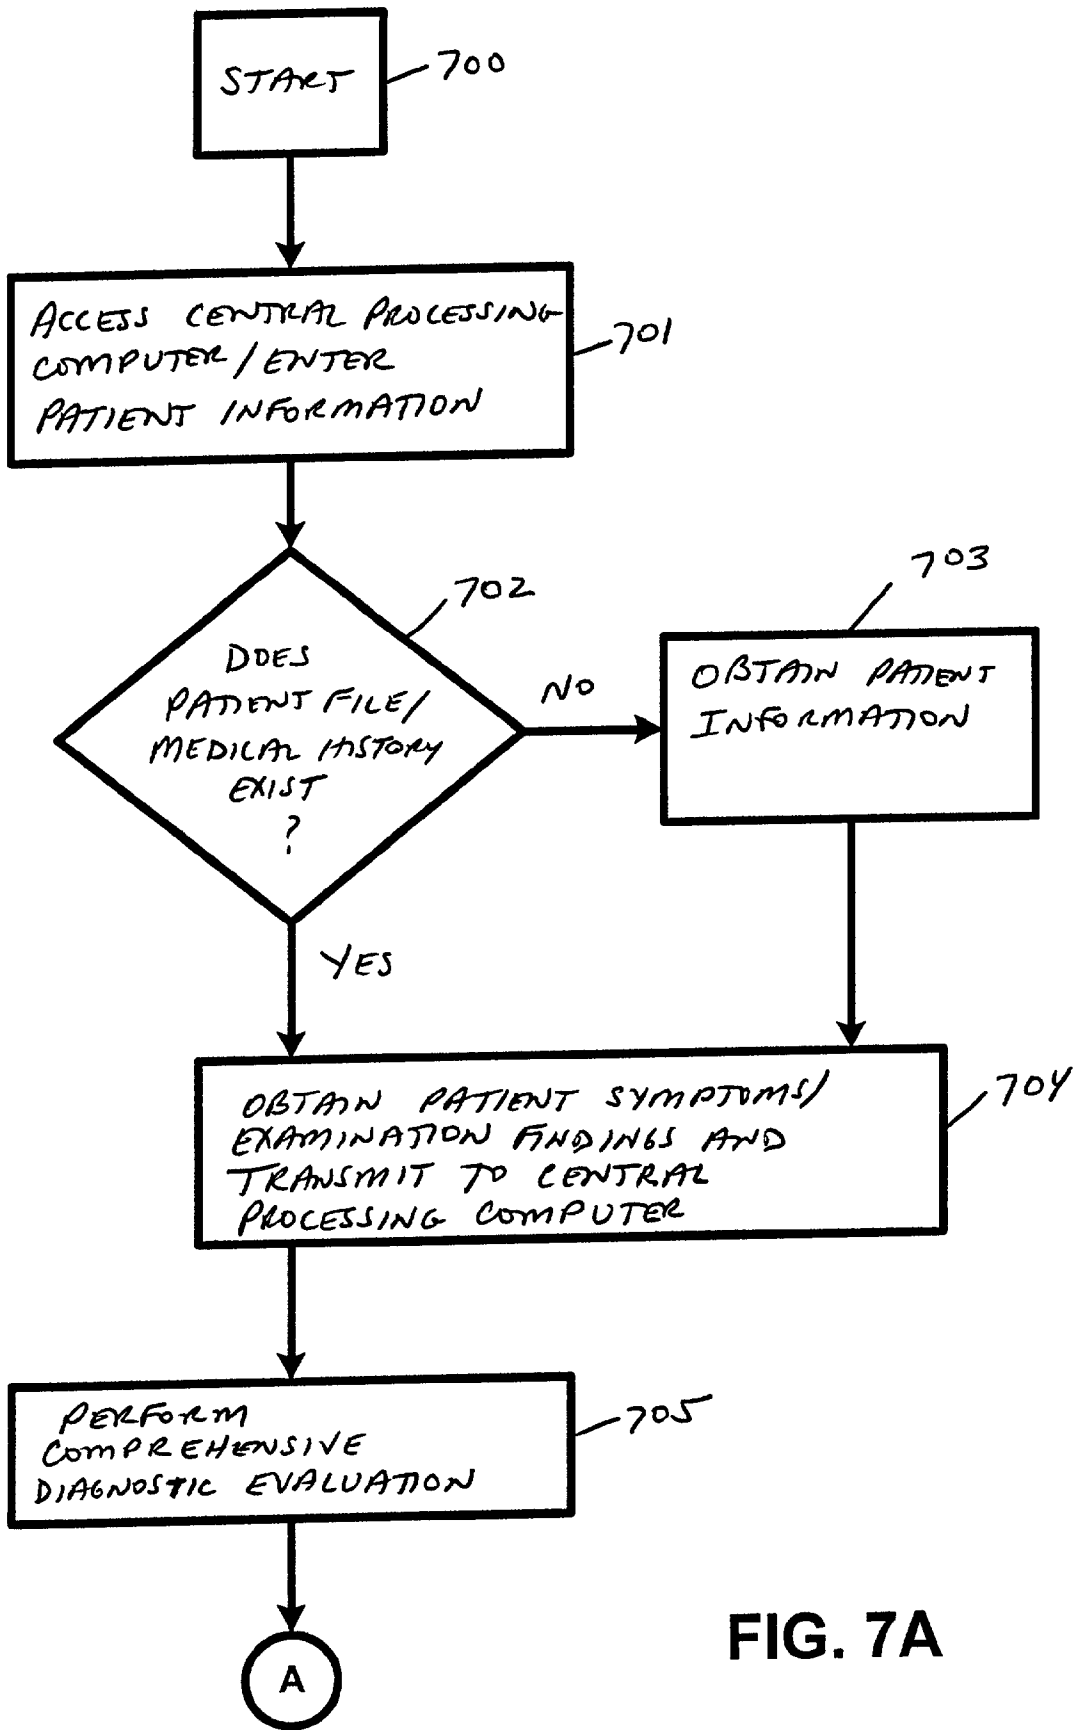 START
700
ACCESS CENTRAL PROCESSING
COMPUTER/ENTER
PATIENT INFORMATION
701
702
DOES
PATIENT FILE/
MEDICAL HISTORY
EXIST
?
NO
703
OBTAIN PATIENT
INFORMATION
YES
OBTAIN PATIENT SYMPTOMS/
EXAMINATION FINDINGS AND
TRANSMIT TO CENTRAL
PROCESSING COMPUTER
704
PERFORM
COMPREHENSIVE
DIAGNOSTIC EVALUATION
705
A
FIG. 7A